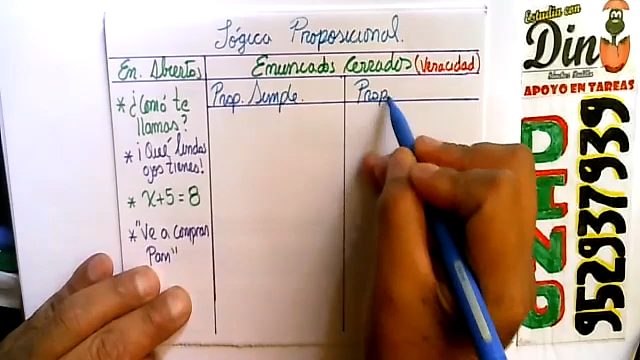 Lógica Proposicional.
En. Abiertos
Enunciados Cerrados (Veracidad)
Prop. Simple.
Prop
* ¿Comó te
llamas?
* ¡Qué lindos
ojos tienes!
* x+5=8
* "Ve a comprar
Pan"
Estudia con
Dino
APOYO EN TAREAS
952937939